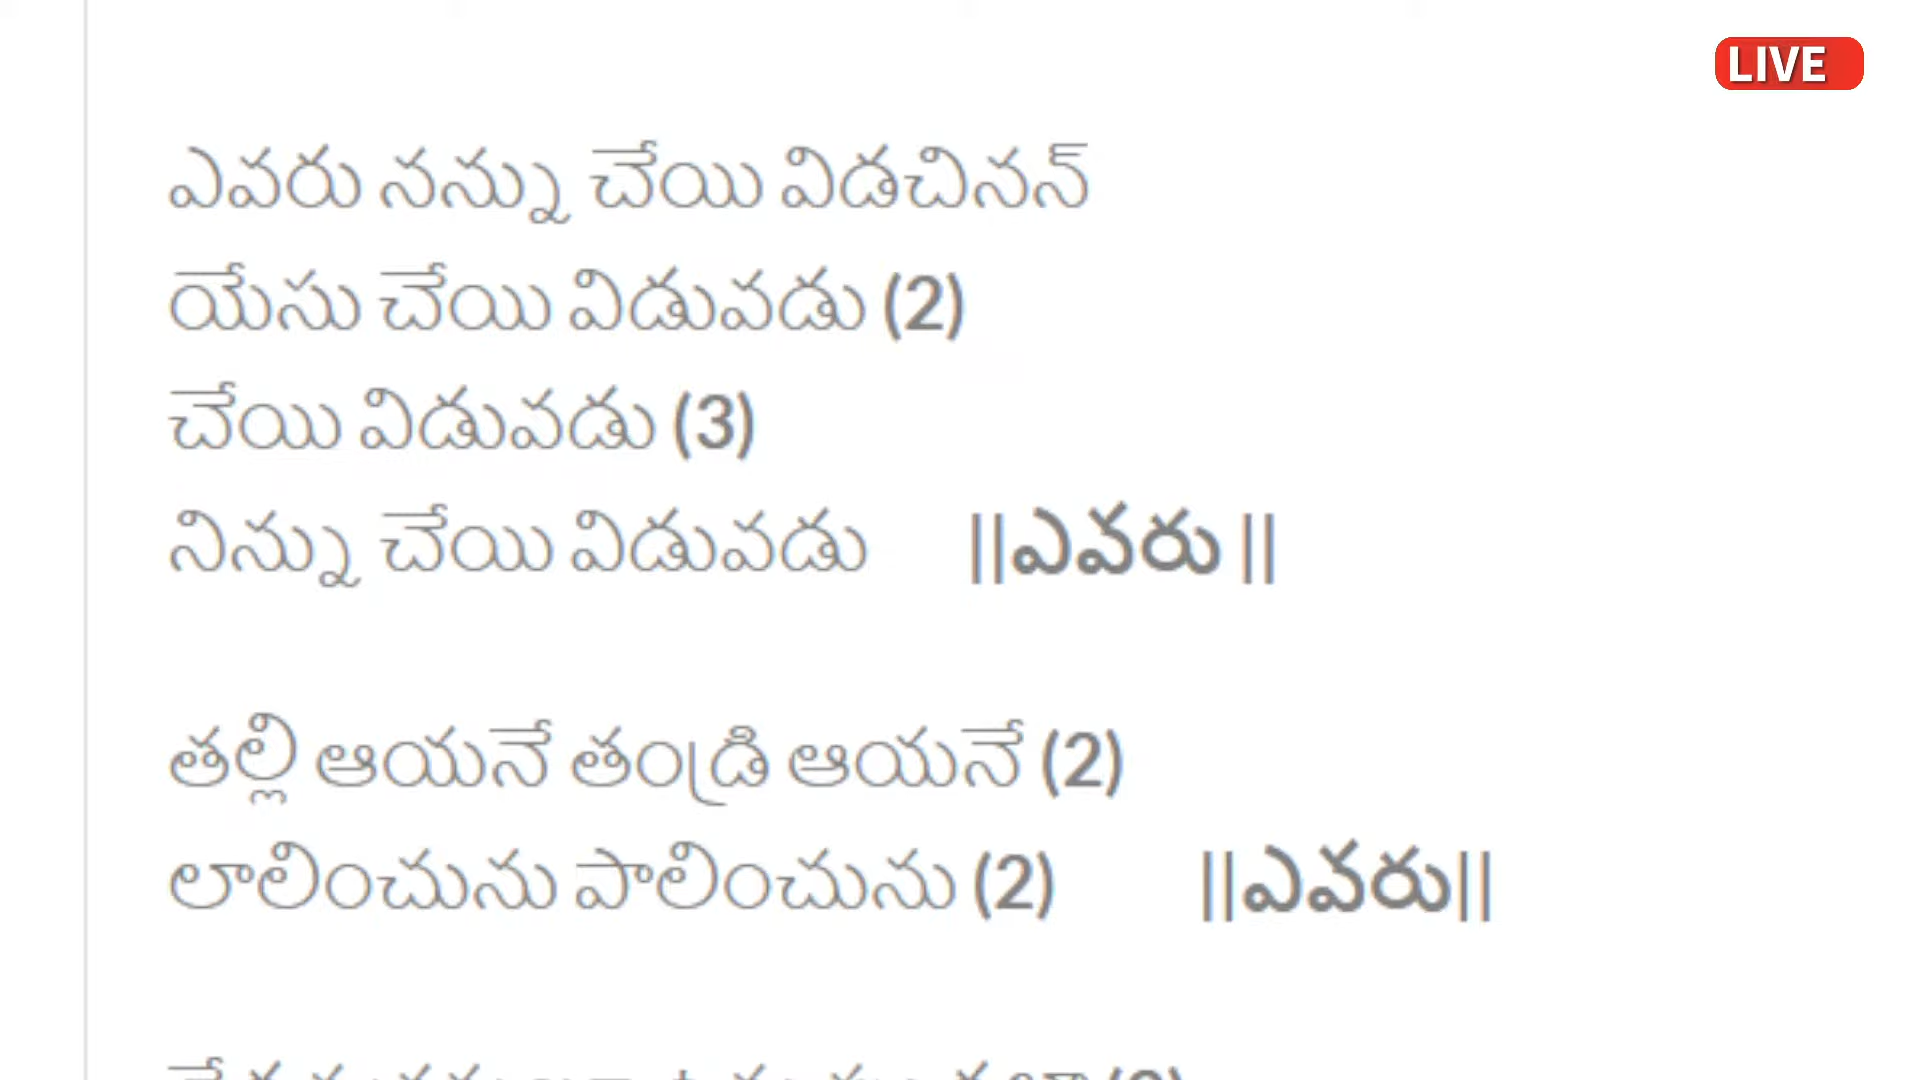 LIVE
ఎవరు నన్ను చేయి విడచినన్
యేసు చేయి విడువడు (2)
చేయి విడువడు (3)
నిన్ను చేయి విడువడు ||ఎవరు ||
తల్లి ఆయనే తండ్రి ఆయనే (2)
లాలించును పాలించును (2) ||ఎవరు||